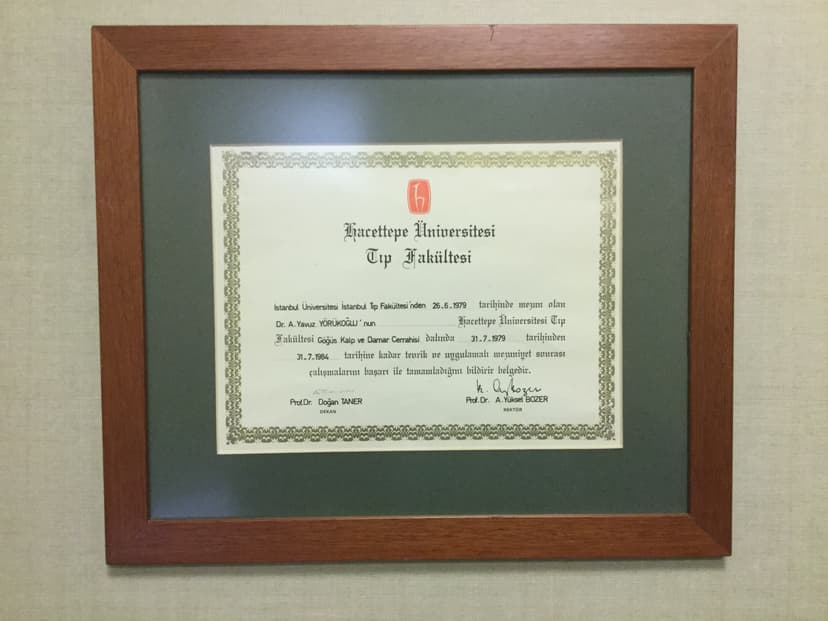 Hacettepe Üniversitesi
Tıp Fakültesi
İstanbul Üniversitesi İstanbul Tıp Fakültesi'nden 26.6.1979 tarihinde mezun olan
Dr. A. Yavuz YÖRÜKOĞLU'nun Hacettepe Üniversitesi Tıp
Fakültesi Göğüs Kalp ve Damar Cerrahisi dalında 31.7.1979 tarihinden
31.7.1984 tarihine kadar teorik ve uygulamalı mezuniyet sonrası
çalışmalarını başarı ile tamamladığını bildirir belgedir.
Prof.Dr. Doğan TANER Prof.Dr. A.Yüksel BOZER
DEKAN REKTÖR